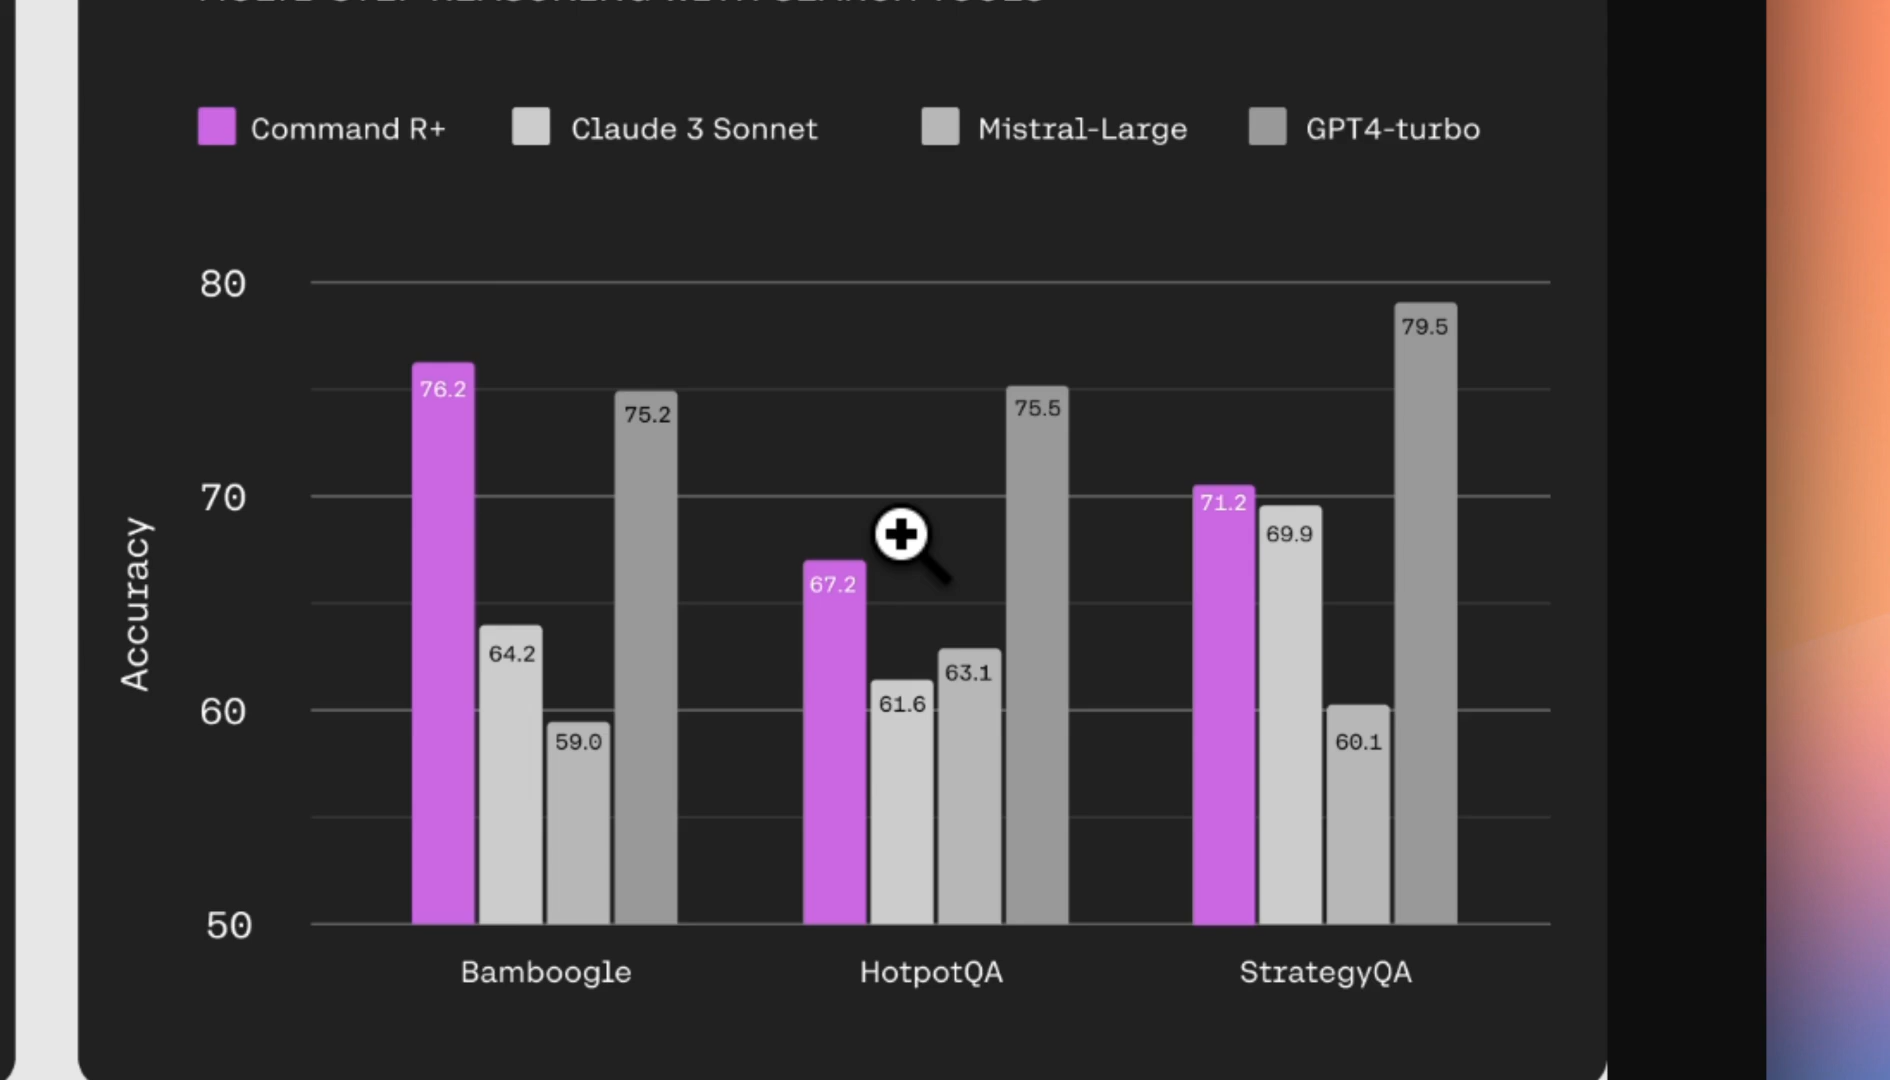 Command R+ Claude 3 Sonnet Mistral-Large GPT4-turbo
80
70
60
50
Accuracy
76.2 64.2 59.0 75.2
67.2 61.6 63.1 75.5
71.2 69.9 60.1 79.5
Bamboogle HotpotQA StrategyQA